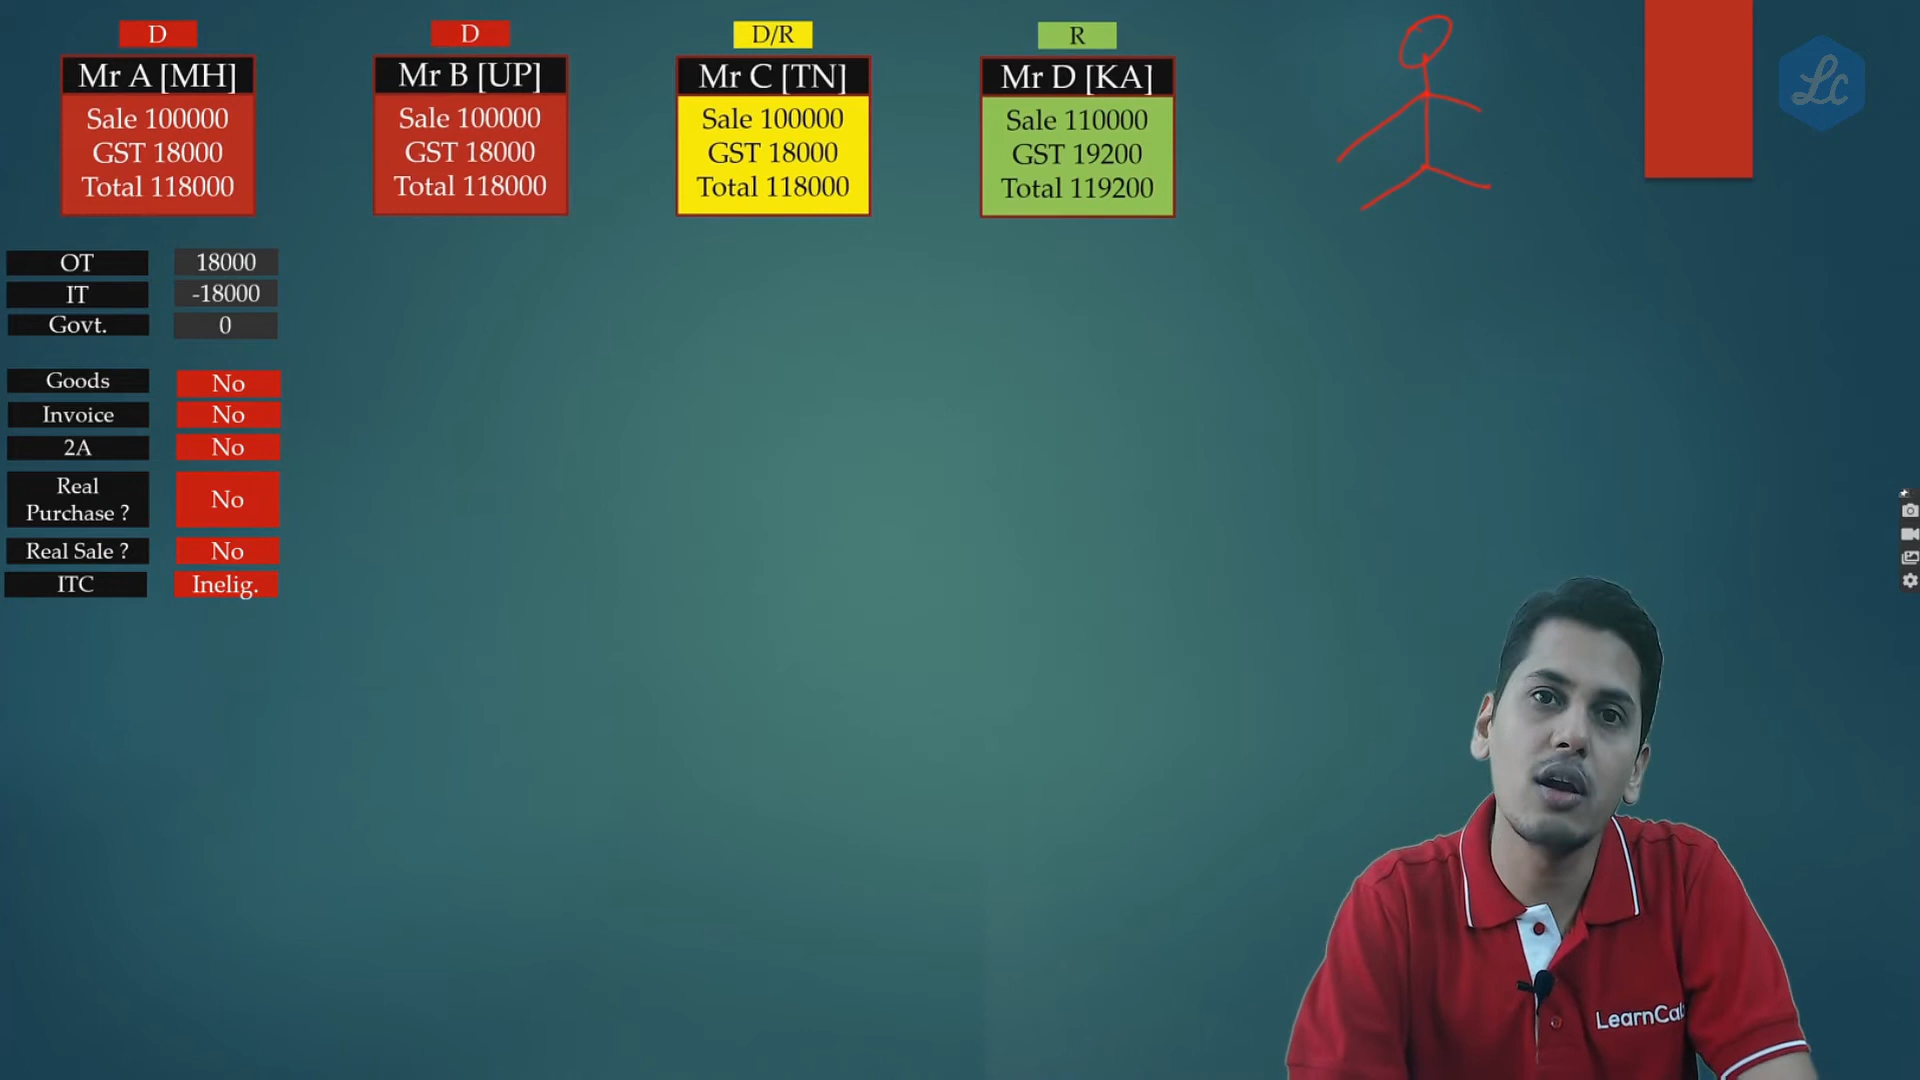 D
Mr A [MH]
Sale 100000
GST 18000
Total 118000
D
Mr B [UP]
Sale 100000
GST 18000
Total 118000
D/R
Mr C [TN]
Sale 100000
GST 18000
Total 118000
R
Mr D [KA]
Sale 110000
GST 19200
Total 119200
Lc
OT 18000
IT -18000
Govt. 0
Goods No
Invoice No
2A No
Real
Purchase ? No
Real Sale ? No
ITC Inelig.
LearnCab